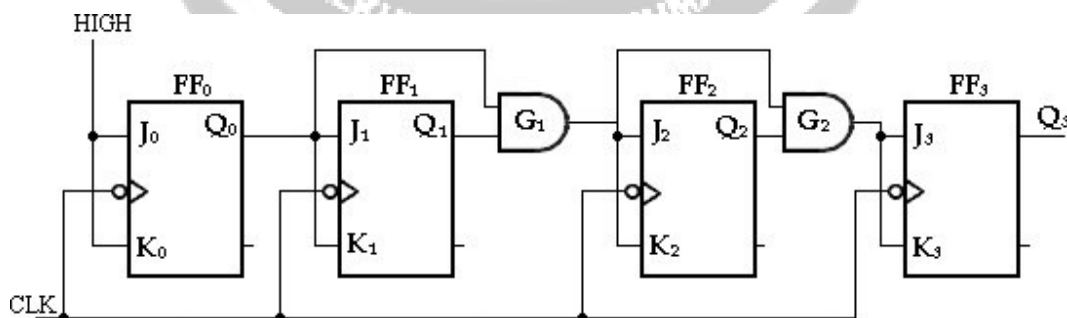 HIGH
FF₀ FF₁ FF₂ FF₃
J₀ Q₀ J₁ Q₁ G₁ J₂ Q₂ G₂ J₃ Q₃
K₀ K₁ K₂ K₃
CLK